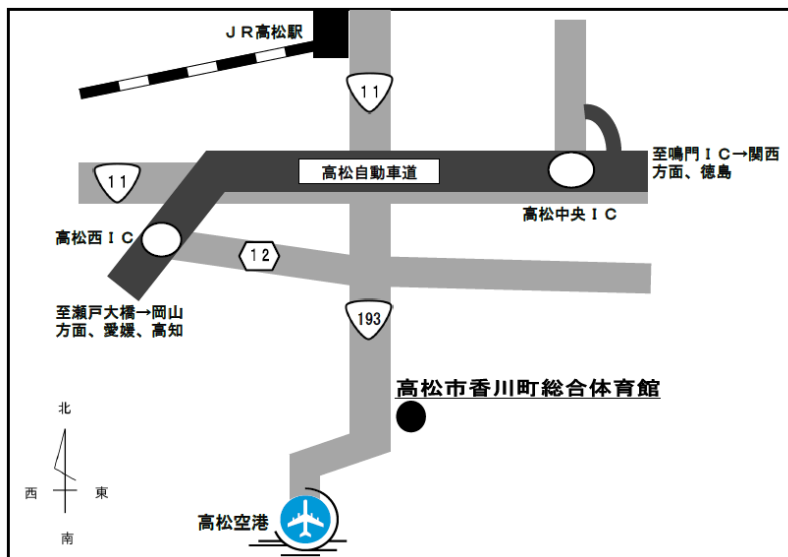 ＪＲ高松駅
１１
高松自動車道
至鳴門ＩＣ→関西
方面、徳島
１１
高松中央ＩＣ
高松西ＩＣ
１２
至瀬戸大橋→岡山
方面、愛媛、高知
193
高松市香川町総合体育館
北
西
東
南
高松空港